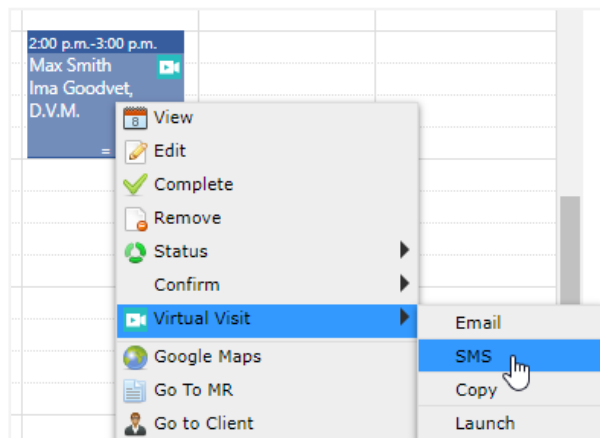 2:00 p.m.-3:00 p.m.
Max Smith
Ima Goodvet,
D.V.M.
8
View
Edit
Complete
Remove
Status
Confirm
Virtual Visit
Email
Google Maps
SMS
Go To MR
Copy
Go to Client
Launch